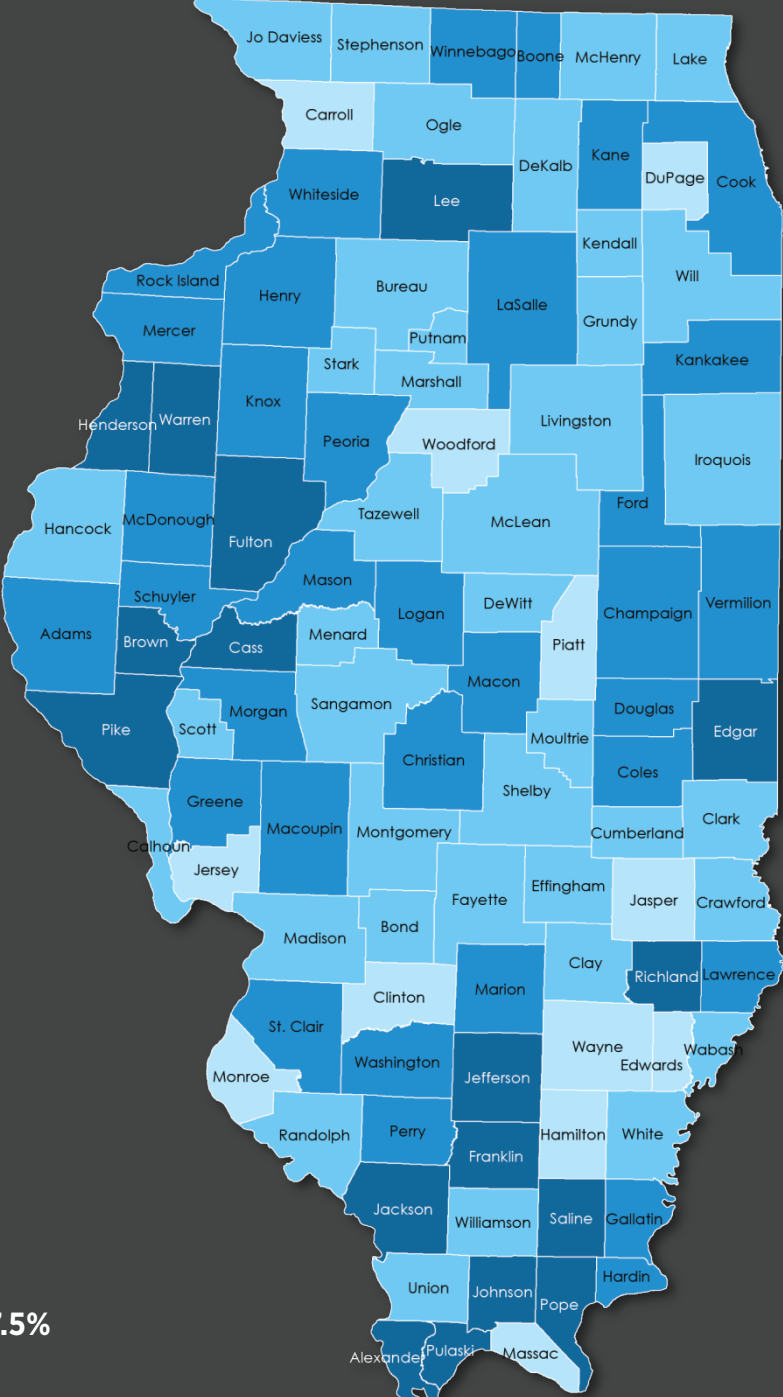 Jo Daviess
Stephenson
Winnebago
Boone
McHenry
Lake
Carroll
Ogle
DeKalb
Kane
DuPage
Cook
Whiteside
Lee
Kendall
Will
Rock Island
Henry
Bureau
LaSalle
Grundy
Mercer
Putnam
Kankakee
Stark
Marshall
Henderson
Warren
Knox
Peoria
Woodford
Livingston
Iroquois
Hancock
McDonough
Fulton
Tazewell
McLean
Ford
Schuyler
Mason
Logan
DeWitt
Champaign
Vermilion
Adams
Brown
Cass
Menard
Piatt
Macon
Pike
Scott
Morgan
Sangamon
Christian
Moultrie
Douglas
Edgar
Coles
Shelby
Greene
Macoupin
Montgomery
Cumberland
Clark
Calhoun
Jersey
Fayette
Effingham
Jasper
Crawford
Madison
Bond
Clay
Richland
Lawrence
Clinton
Marion
St. Clair
Washington
Wayne
Edwards
Wabash
Monroe
Jefferson
Randolph
Perry
Hamilton
White
Franklin
Jackson
Williamson
Saline
Gallatin
Union
Johnson
Pope
Hardin
.5%
Alexander
Pulaski
Massac